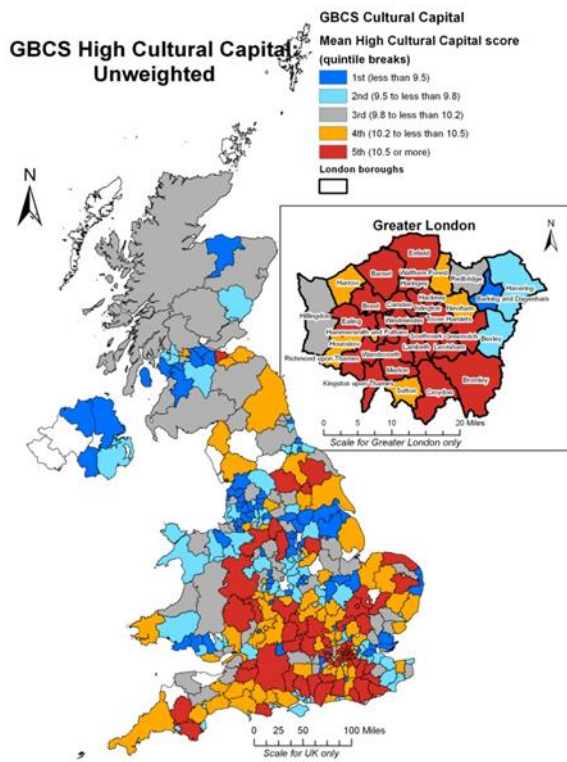 GBCS High Cultural Capital:
Unweighted
GBCS Cultural Capital
Mean High Cultural Capital score
(quintile breaks)
1st (less than 9.5)
2nd (9.5 to less than 9.8)
3rd (9.8 to less than 10.2)
4th (10.2 to less than 10.5)
5th (10.5 or more)
London boroughs
N
Greater London
N
Enfield
Barnet
Waltham Forest
Redbridge
Harrow
Haringey
Havering
Hackney
Barking and Dagenham
Brent
Camden
Islington
Newham
Hillingdon
Ealing
Westminster
Tower Hamlets
Hammersmith and Fulham
Southwark
Greenwich
Bexley
Hounslow
Lambeth
Lewisham
Richmond upon Thames
Wandsworth
Merton
Kingston upon Thames
Bromley
Sutton
Croydon
0 5 10 20 Miles
Scale for Greater London only
0 25 50 100 Miles
Scale for UK only